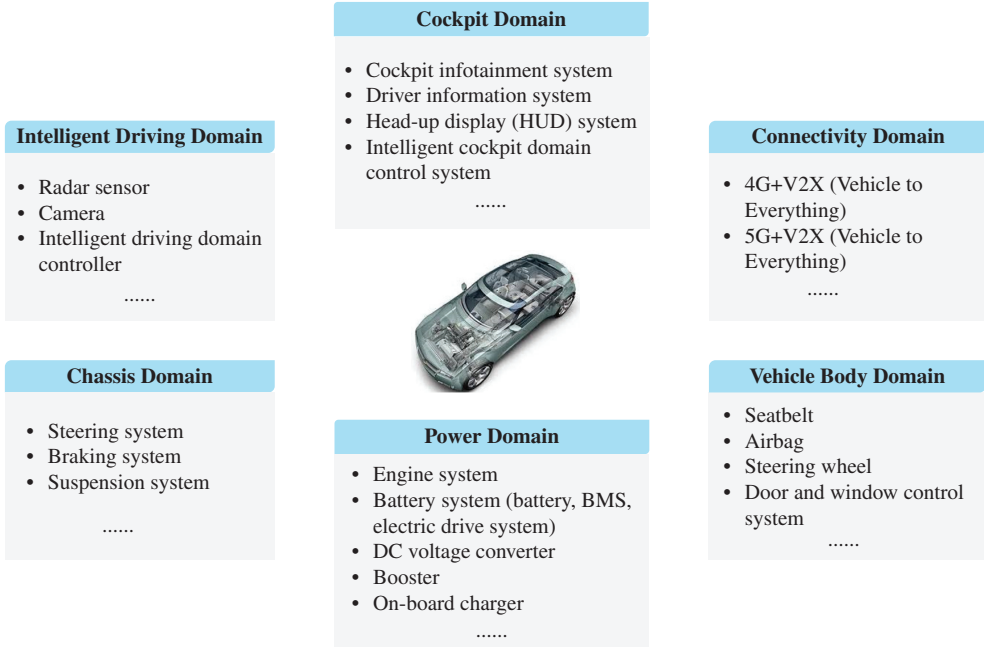 Cockpit Domain
• Cockpit infotainment system
• Driver information system
• Head-up display (HUD) system
• Intelligent cockpit domain
control system
......
Intelligent Driving Domain
• Radar sensor
• Camera
• Intelligent driving domain
controller
......
Connectivity Domain
• 4G+V2X (Vehicle to
Everything)
• 5G+V2X (Vehicle to
Everything)
......
Chassis Domain
• Steering system
• Braking system
• Suspension system
......
Power Domain
• Engine system
• Battery system (battery, BMS,
electric drive system)
• DC voltage converter
• Booster
• On-board charger
......
Vehicle Body Domain
• Seatbelt
• Airbag
• Steering wheel
• Door and window control
system
......